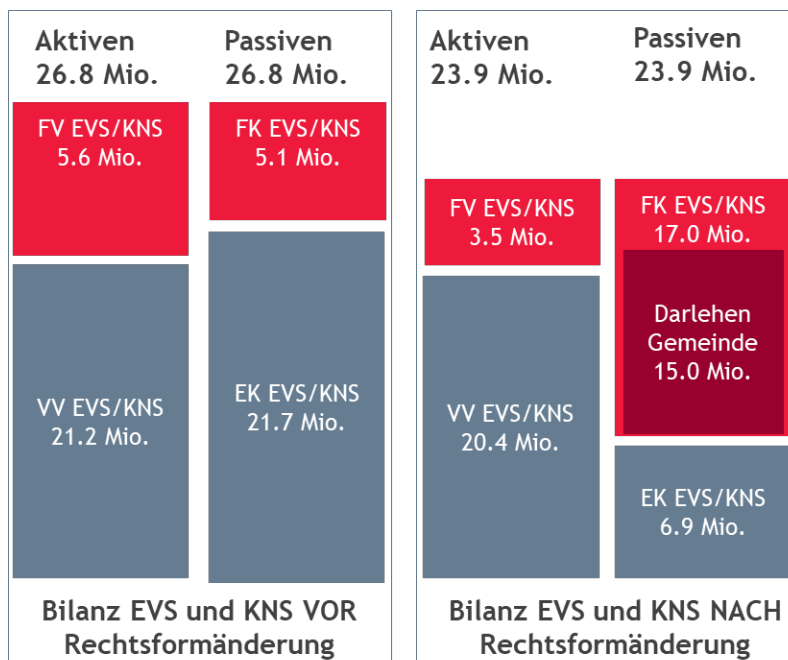 Aktiven
26.8 Mio.
Passiven
26.8 Mio.
FV EVS/KNS
5.6 Mio.
FK EVS/KNS
5.1 Mio.
VV EVS/KNS
21.2 Mio.
EK EVS/KNS
21.7 Mio.
Bilanz EVS und KNS VOR
Rechtsformänderung
Aktiven
23.9 Mio.
Passiven
23.9 Mio.
FV EVS/KNS
3.5 Mio.
FK EVS/KNS
17.0 Mio.
Darlehen
Gemeinde
15.0 Mio.
VV EVS/KNS
20.4 Mio.
EK EVS/KNS
6.9 Mio.
Bilanz EVS und KNS NACH
Rechtsformänderung